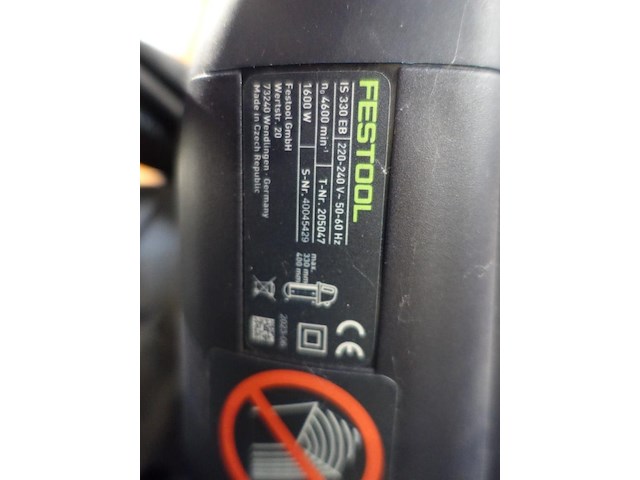 FESTOOL
IS 330 EB 220-240 V~ 50-60 Hz
n₀ 4600 min⁻¹ T-Nr. 205047
1600 W S-Nr. 40045429
Festool GmbH
Wertstr. 20
73240 Wendlingen · Germany
Made in Czech Republic
max.
330 mm
400 mm
CE
2023-06